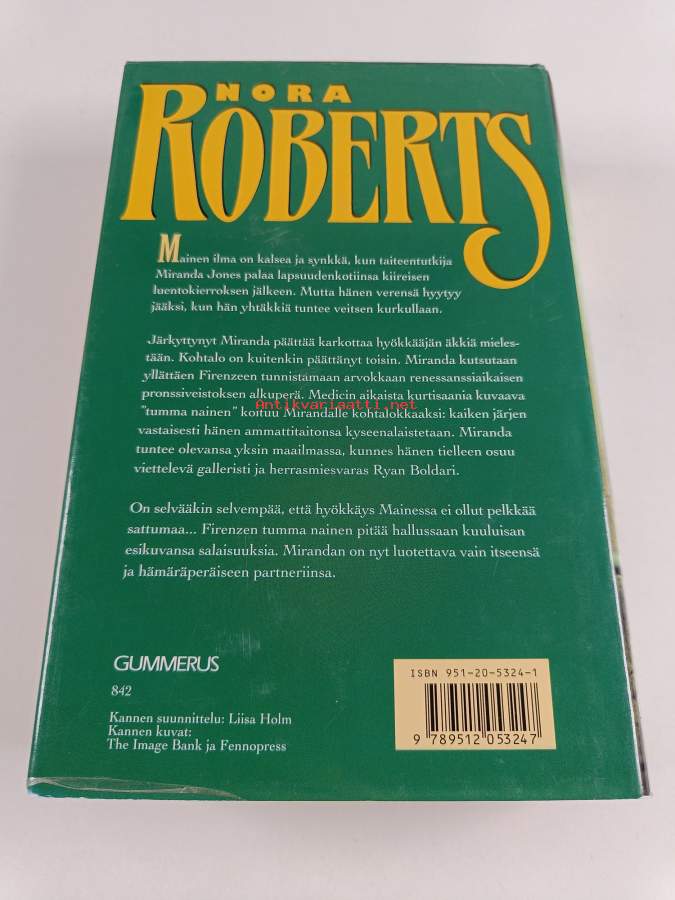 NORA
ROBERTS
Mainen ilma on kalsea ja synkkä, kun taiteentutkija
Miranda Jones palaa lapsuudenkotiinsa kiireisen
luentokierroksen jälkeen. Mutta hänen verensä hyytyy
jääksi, kun hän yhtäkkiä tuntee veitsen kurkullaan.
Järkyttynyt Miranda päättää karkottaa hyökkääjän äkkiä mieles-
tään. Kohtalo on kuitenkin päättänyt toisin. Miranda kutsutaan
yllättäen Firenzeen tunnistamaan arvokkaan renessanssiaikaisen
pronssiveistoksen alkuperä. Medicin aikaista kurtisaania kuvaava
antikvariaatti.net
"tumma nainen" koituu Mirandalle kohtalokkaaksi: kaiken järjen
vastaisesti hänen ammattitaitonsa kyseenalaistetaan. Miranda
tuntee olevansa yksin maailmassa, kunnes hänen tielleen osuu
viettelevä galleristi ja herrasmiesvaras Ryan Boldari.
On selvääkin selvempää, että hyökkäys Mainessa ei ollut pelkkää
sattumaa... Firenzen tumma nainen pitää hallussaan kuuluisan
esikuvansa salaisuuksia. Mirandan on nyt luotettava vain itseensä
ja hämäräperäiseen partneriinsa.
GUMMERUS
842
Kannen suunnittelu: Liisa Holm
Kannen kuvat:
The Image Bank ja Fennopress
ISBN 951-20-5324-1
9 789512 053247